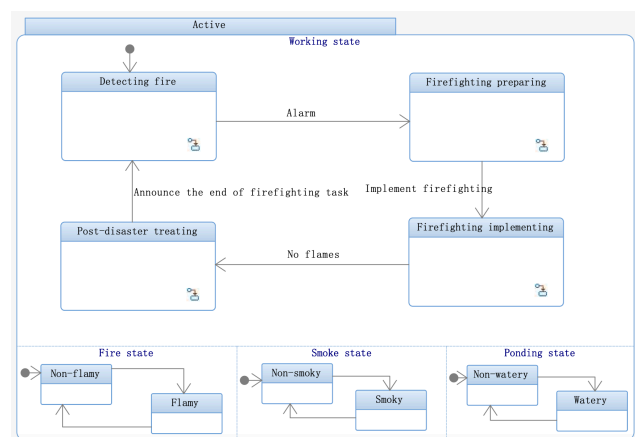 Active
Working state
Detecting fire
Firefighting preparing
Alarm
Announce the end of firefighting task
Implement firefighting
Post-disaster treating
Firefighting implementing
No flames
Fire state
Smoke state
Ponding state
Non-flamy
Flamy
Non-smoky
Smoky
Non-watery
Watery